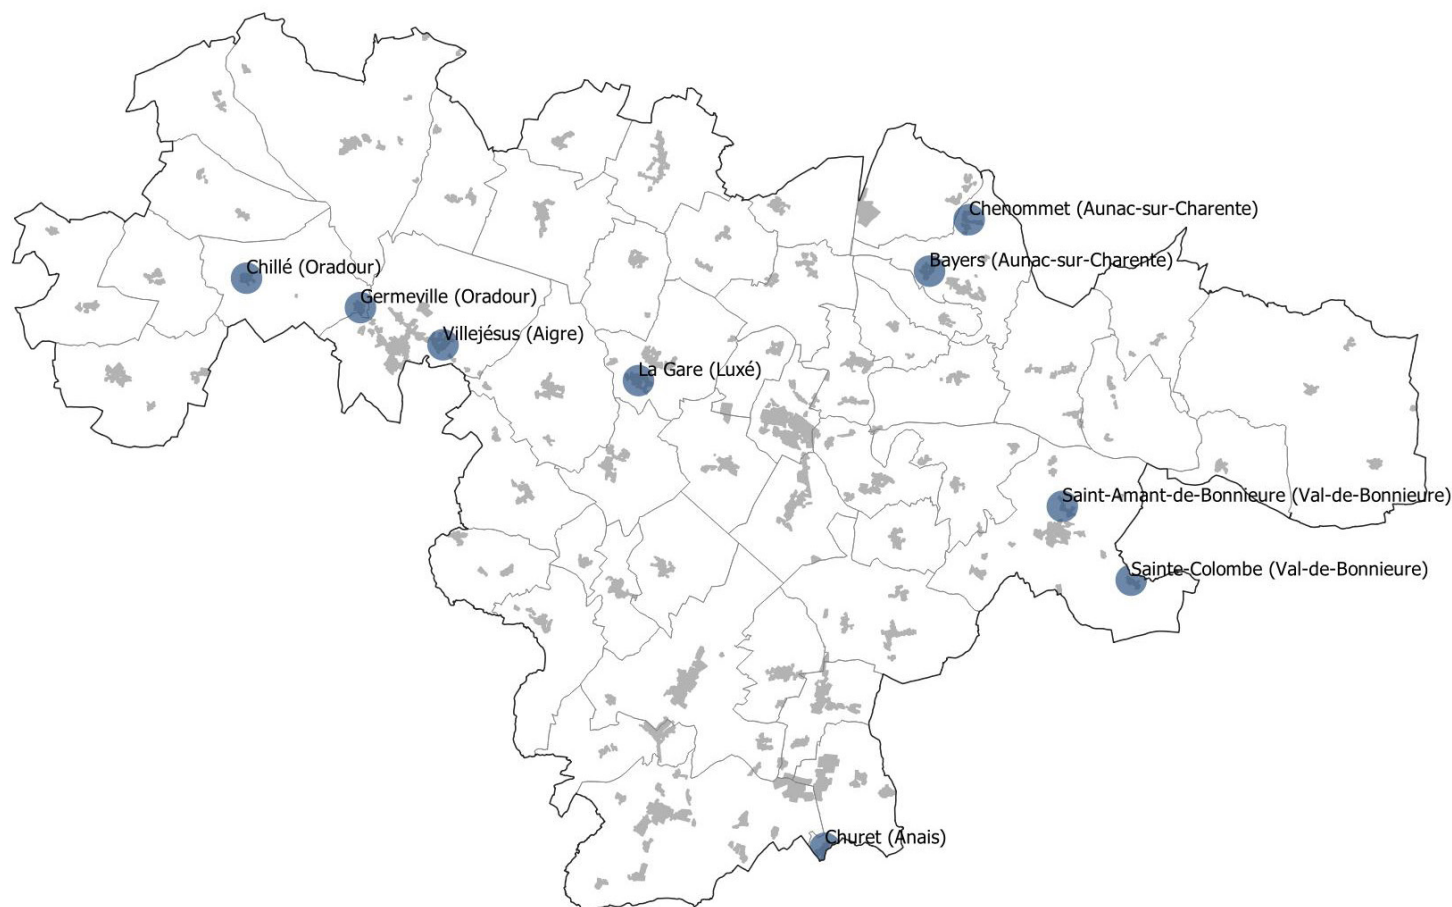 Chenommet (Aunac-sur-Charente)
Bayers (Aunac-sur-Charente)
Chillé (Oradour)
Germeville (Oradour)
Villejésus (Aigre)
La Gare (Luxé)
Saint-Amant-de-Bonnieure (Val-de-Bonnieure)
Sainte-Colombe (Val-de-Bonnieure)
Churet (Anais)